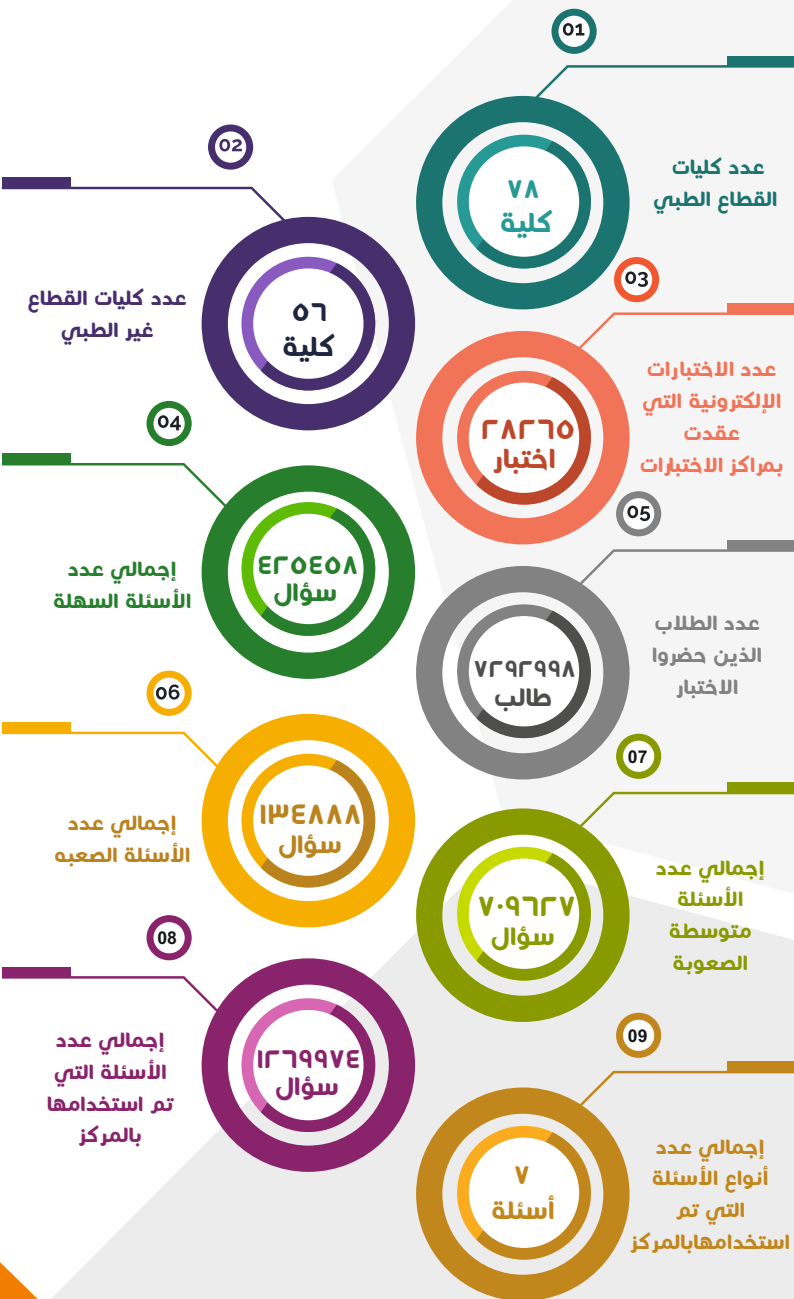 01
عدد كليات
القطاع الطبي
٧٨
كلية
02
عدد كليات القطاع
غير الطبي
٥٦
كلية
03
عدد الاختبارات
الإلكترونية التي
عقدت
بمراكز الاختبارات
٢٨٢٦٥
اختبار
04
إجمالي عدد
الأسئلة السهلة
٤٢٥٤٥٨
سؤال
05
عدد الطلاب
الذين حضروا
الاختبار
٧٢٩٢٩٩٨
طالب
06
إجمالي عدد
الأسئلة الصعبه
١٣٤٨٨٨
سؤال
07
إجمالي عدد
الأسئلة
متوسطة
الصعوبة
٧٠٩٦٢٧
سؤال
08
إجمالي عدد
الأسئلة التي
تم استخدامها
بالمركز
١٢٦٩٩٧٤
سؤال
09
إجمالي عدد
أنواع الأسئلة
التي تم
استخدامهابالمركز
٧
أسئلة